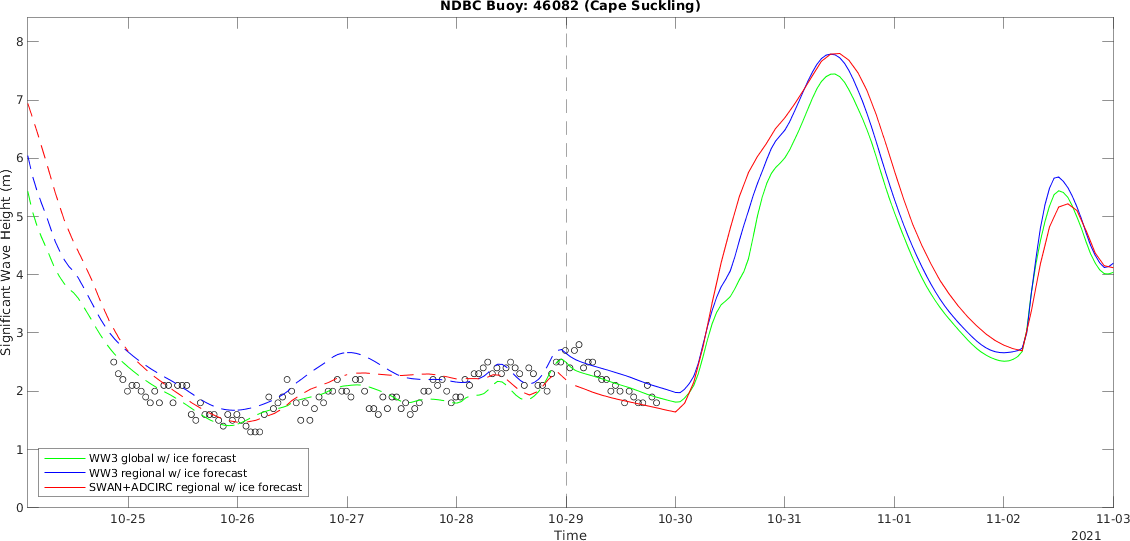 NDBC Buoy: 46082 (Cape Suckling)
8
7
6
5
4
3
2
1
0
Significant Wave Height (m)
WW3 global w/ ice forecast
WW3 regional w/ ice forecast
SWAN+ADCIRC regional w/ ice forecast
10-25 10-26 10-27 10-28 10-29 10-30 10-31 11-01 11-02 11-03
Time
2021